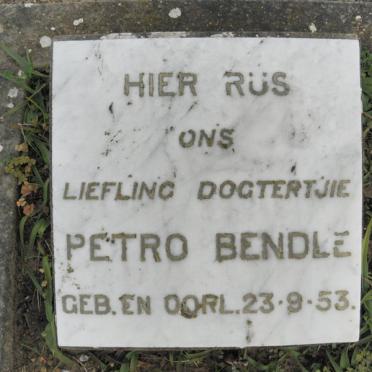 HIER RUS
ONS
LIEFLING DOGTERTJIE
PETRO BENDLE
GEB. EN OORL. 23·9·53.